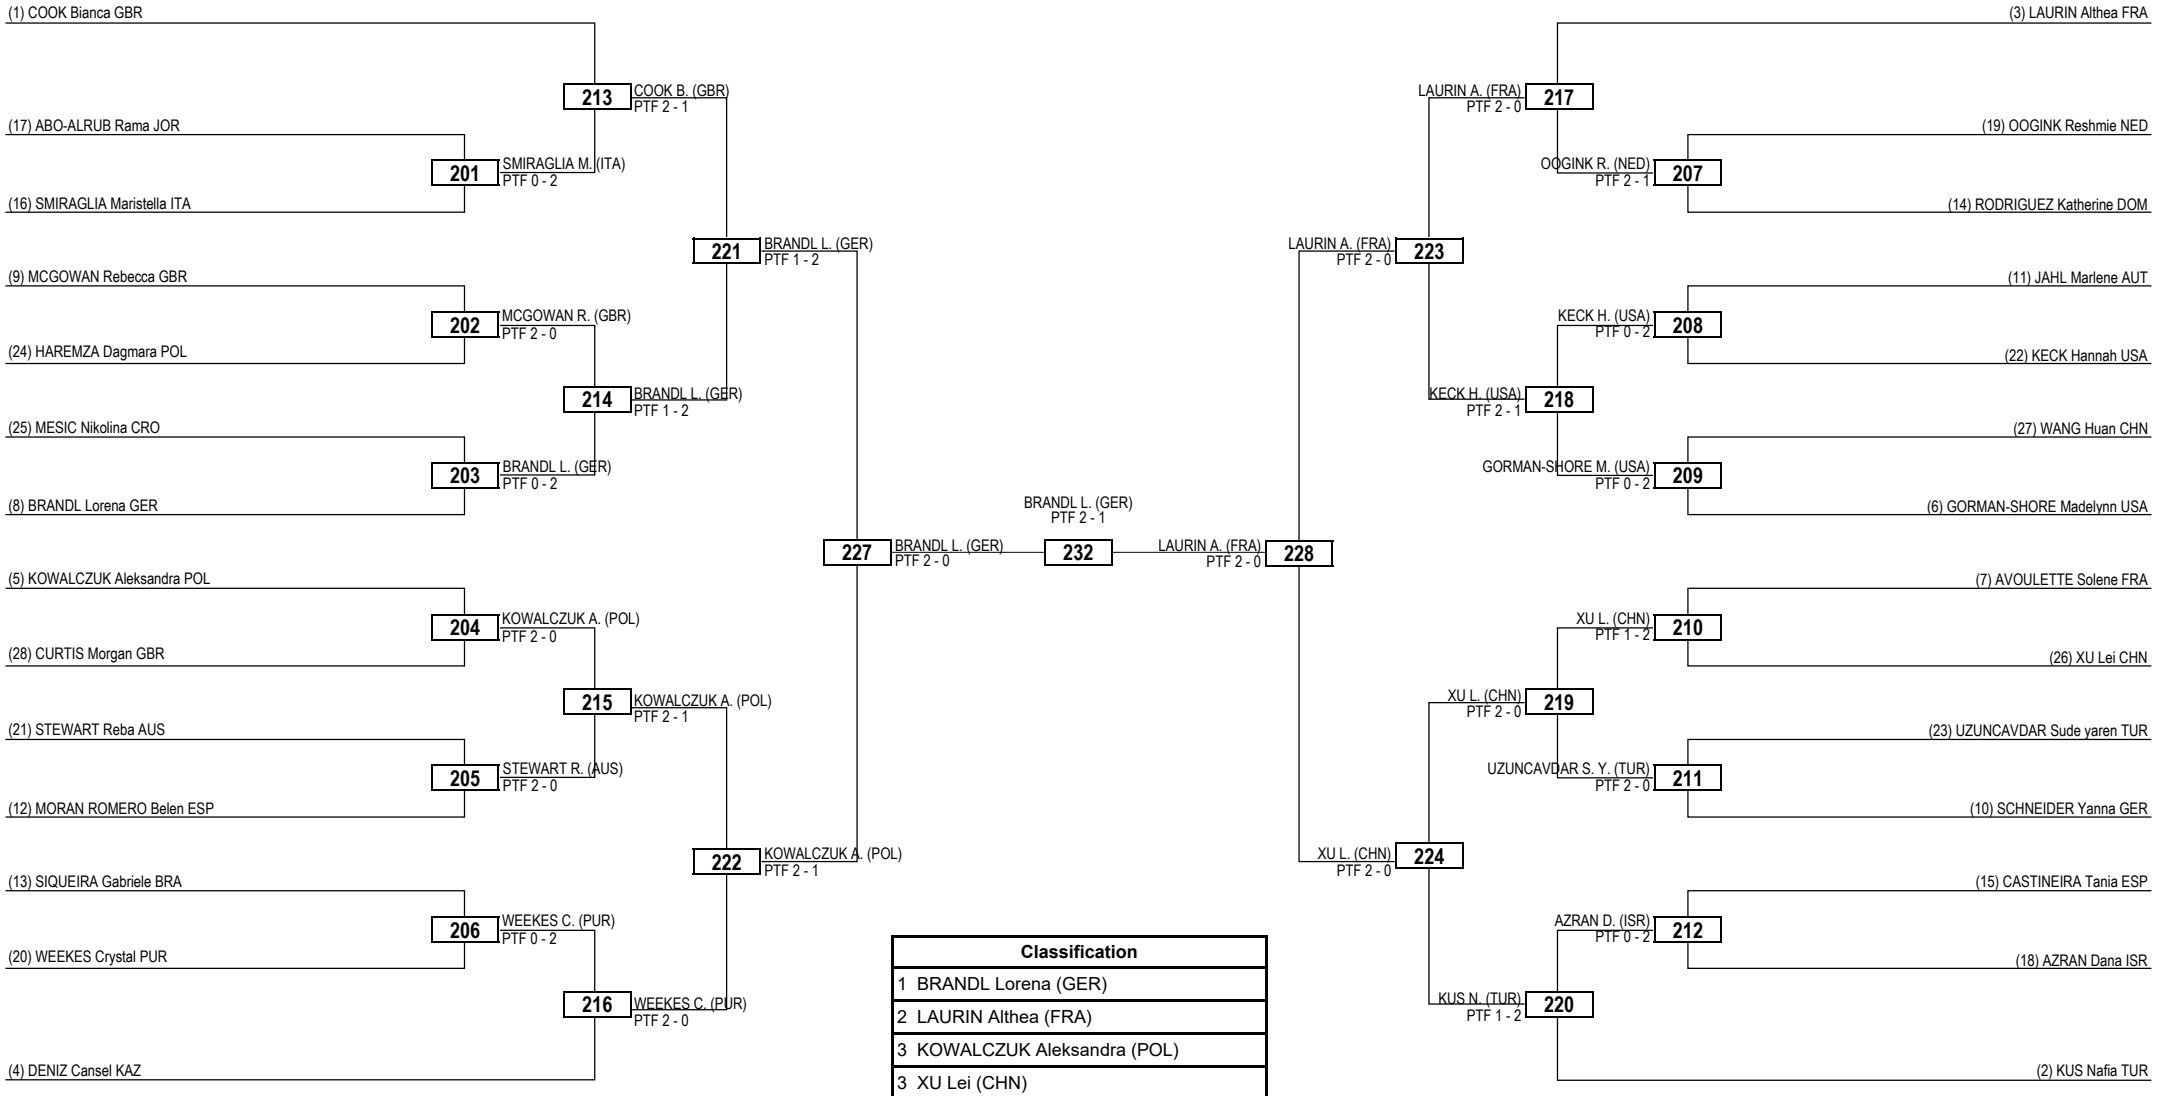 (1) COOK Bianca GBR
(3) LAURIN Althea FRA
213
COOK B. (GBR)
PTF 2 - 1
LAURIN A. (FRA)
PTF 2 - 0
217
(17) ABO-ALRUB Rama JOR
(19) OOGINK Reshmie NED
201
SMIRAGLIA M. (ITA)
PTF 0 - 2
OOGINK R. (NED)
PTF 2 - 1
207
(16) SMIRAGLIA Maristella ITA
(14) RODRIGUEZ Katherine DOM
221
BRANDL L. (GER)
PTF 1 - 2
LAURIN A. (FRA)
PTF 2 - 0
223
(9) MCGOWAN Rebecca GBR
(11) JAHL Marlene AUT
202
MCGOWAN R. (GBR)
PTF 2 - 0
KECK H. (USA)
PTF 0 - 2
208
(24) HAREMZA Dagmara POL
(22) KECK Hannah USA
214
BRANDL L. (GER)
PTF 1 - 2
KECK H. (USA)
PTF 2 - 1
218
(25) MESIC Nikolina CRO
(27) WANG Huan CHN
203
BRANDL L. (GER)
PTF 0 - 2
GORMAN-SHORE M. (USA)
PTF 0 - 2
209
(8) BRANDL Lorena GER
(6) GORMAN-SHORE Madelynn USA
BRANDL L. (GER)
PTF 2 - 1
227
BRANDL L. (GER)
PTF 2 - 0
232
LAURIN A. (FRA)
PTF 2 - 0
228
(5) KOWALCZUK Aleksandra POL
(7) AVOULETTE Solene FRA
204
KOWALCZUK A. (POL)
PTF 2 - 0
XU L. (CHN)
PTF 1 - 2
210
(28) CURTIS Morgan GBR
(26) XU Lei CHN
215
KOWALCZUK A. (POL)
PTF 2 - 1
XU L. (CHN)
PTF 2 - 0
219
(21) STEWART Reba AUS
(23) UZUNCAVDAR Sude yaren TUR
205
STEWART R. (AUS)
PTF 2 - 0
UZUNCAVDAR S. Y. (TUR)
PTF 2 - 0
211
(12) MORAN ROMERO Belen ESP
(10) SCHNEIDER Yanna GER
222
KOWALCZUK A. (POL)
PTF 2 - 1
XU L. (CHN)
PTF 2 - 0
224
(13) SIQUEIRA Gabriele BRA
(15) CASTINEIRA Tania ESP
206
WEEKES C. (PUR)
PTF 0 - 2
AZRAN D. (ISR)
PTF 0 - 2
212
(20) WEEKES Crystal PUR
(18) AZRAN Dana ISR
216
WEEKES C. (PUR)
PTF 2 - 0
KUS N. (TUR)
PTF 1 - 2
220
(4) DENIZ Cansel KAZ
(2) KUS Nafia TUR
Classification
1 BRANDL Lorena (GER)
2 LAURIN Althea (FRA)
3 KOWALCZUK Aleksandra (POL)
3 XU Lei (CHN)